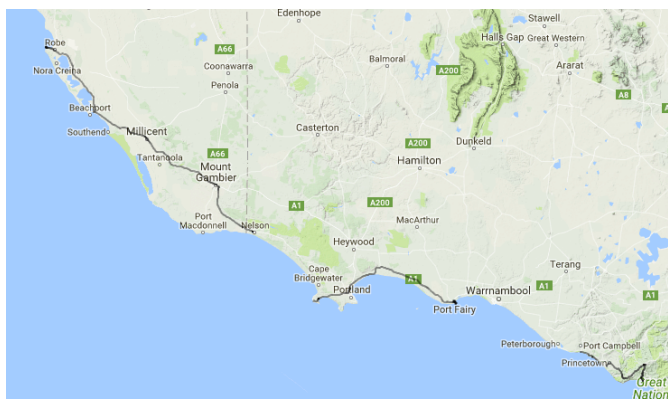 Edenhope
Stawell
Robe
A66
Halls Gap
Great Western
Nora Creina
Coonawarra
Balmoral
A200
Ararat
Penola
A8
Beachport
Southend
Millicent
Casterton
A200
Dunkeld
Tantanoola
A66
Hamilton
Mount
Gambier
A1
A200
Port
Macdonnell
Nelson
MacArthur
Heywood
Cape
Bridgewater
Terang
A1
A1
A1
Portland
Warrnambool
Port Fairy
Peterborough
Port Campbell
Princetown
Great
Nation